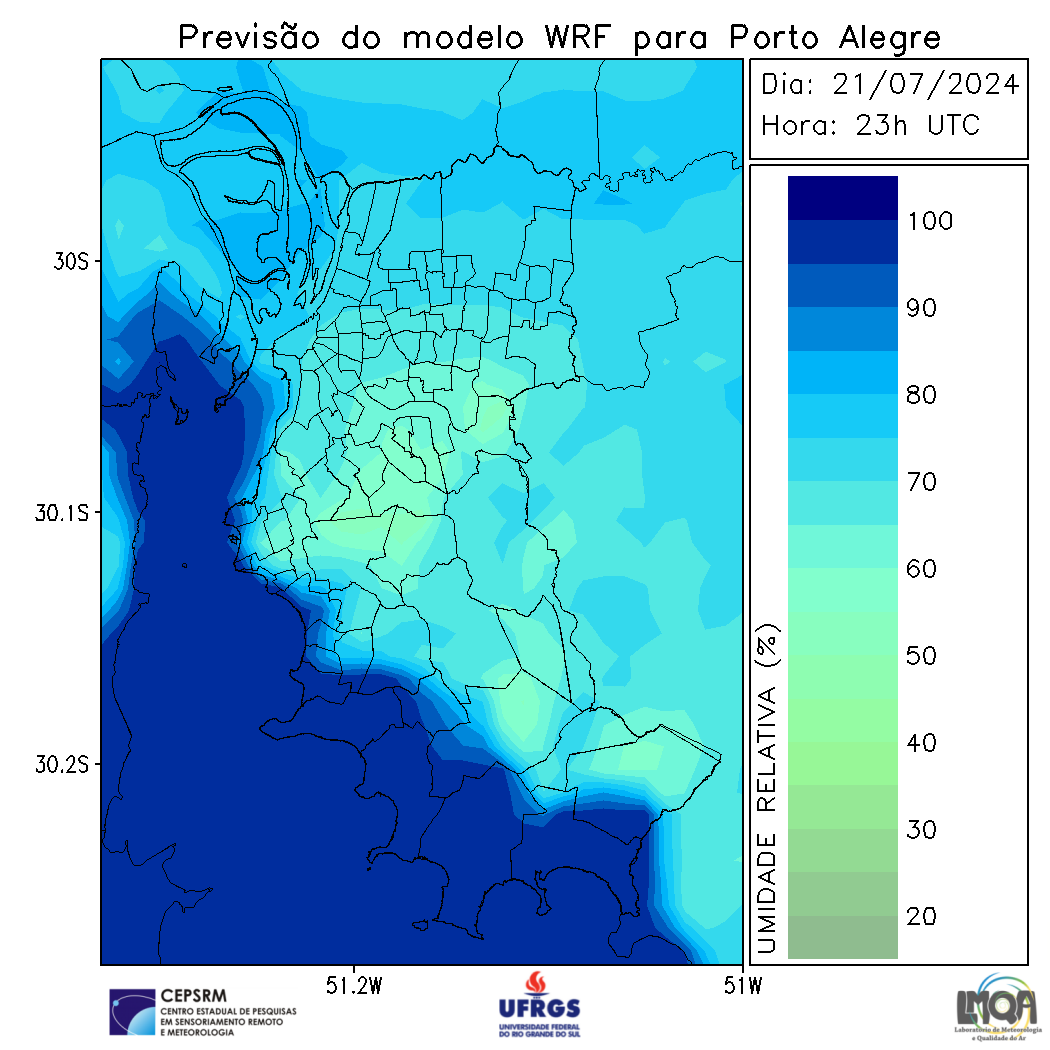 Previsão do modelo WRF para Porto Alegre
Dia: 21/07/2024
Hora: 23h UTC
30S
30.1S
30.2S
51.2W
51W
UMIDADE RELATIVA (%)
100
90
80
70
60
50
40
30
20
CEPSRM
CENTRO ESTADUAL DE PESQUISAS
EM SENSORIAMENTO REMOTO
E METEOROLOGIA
UFRGS
UNIVERSIDADE FEDERAL
DO RIO GRANDE DO SUL
LMQA
Laboratório de Meteorologia
e Qualidade do Ar